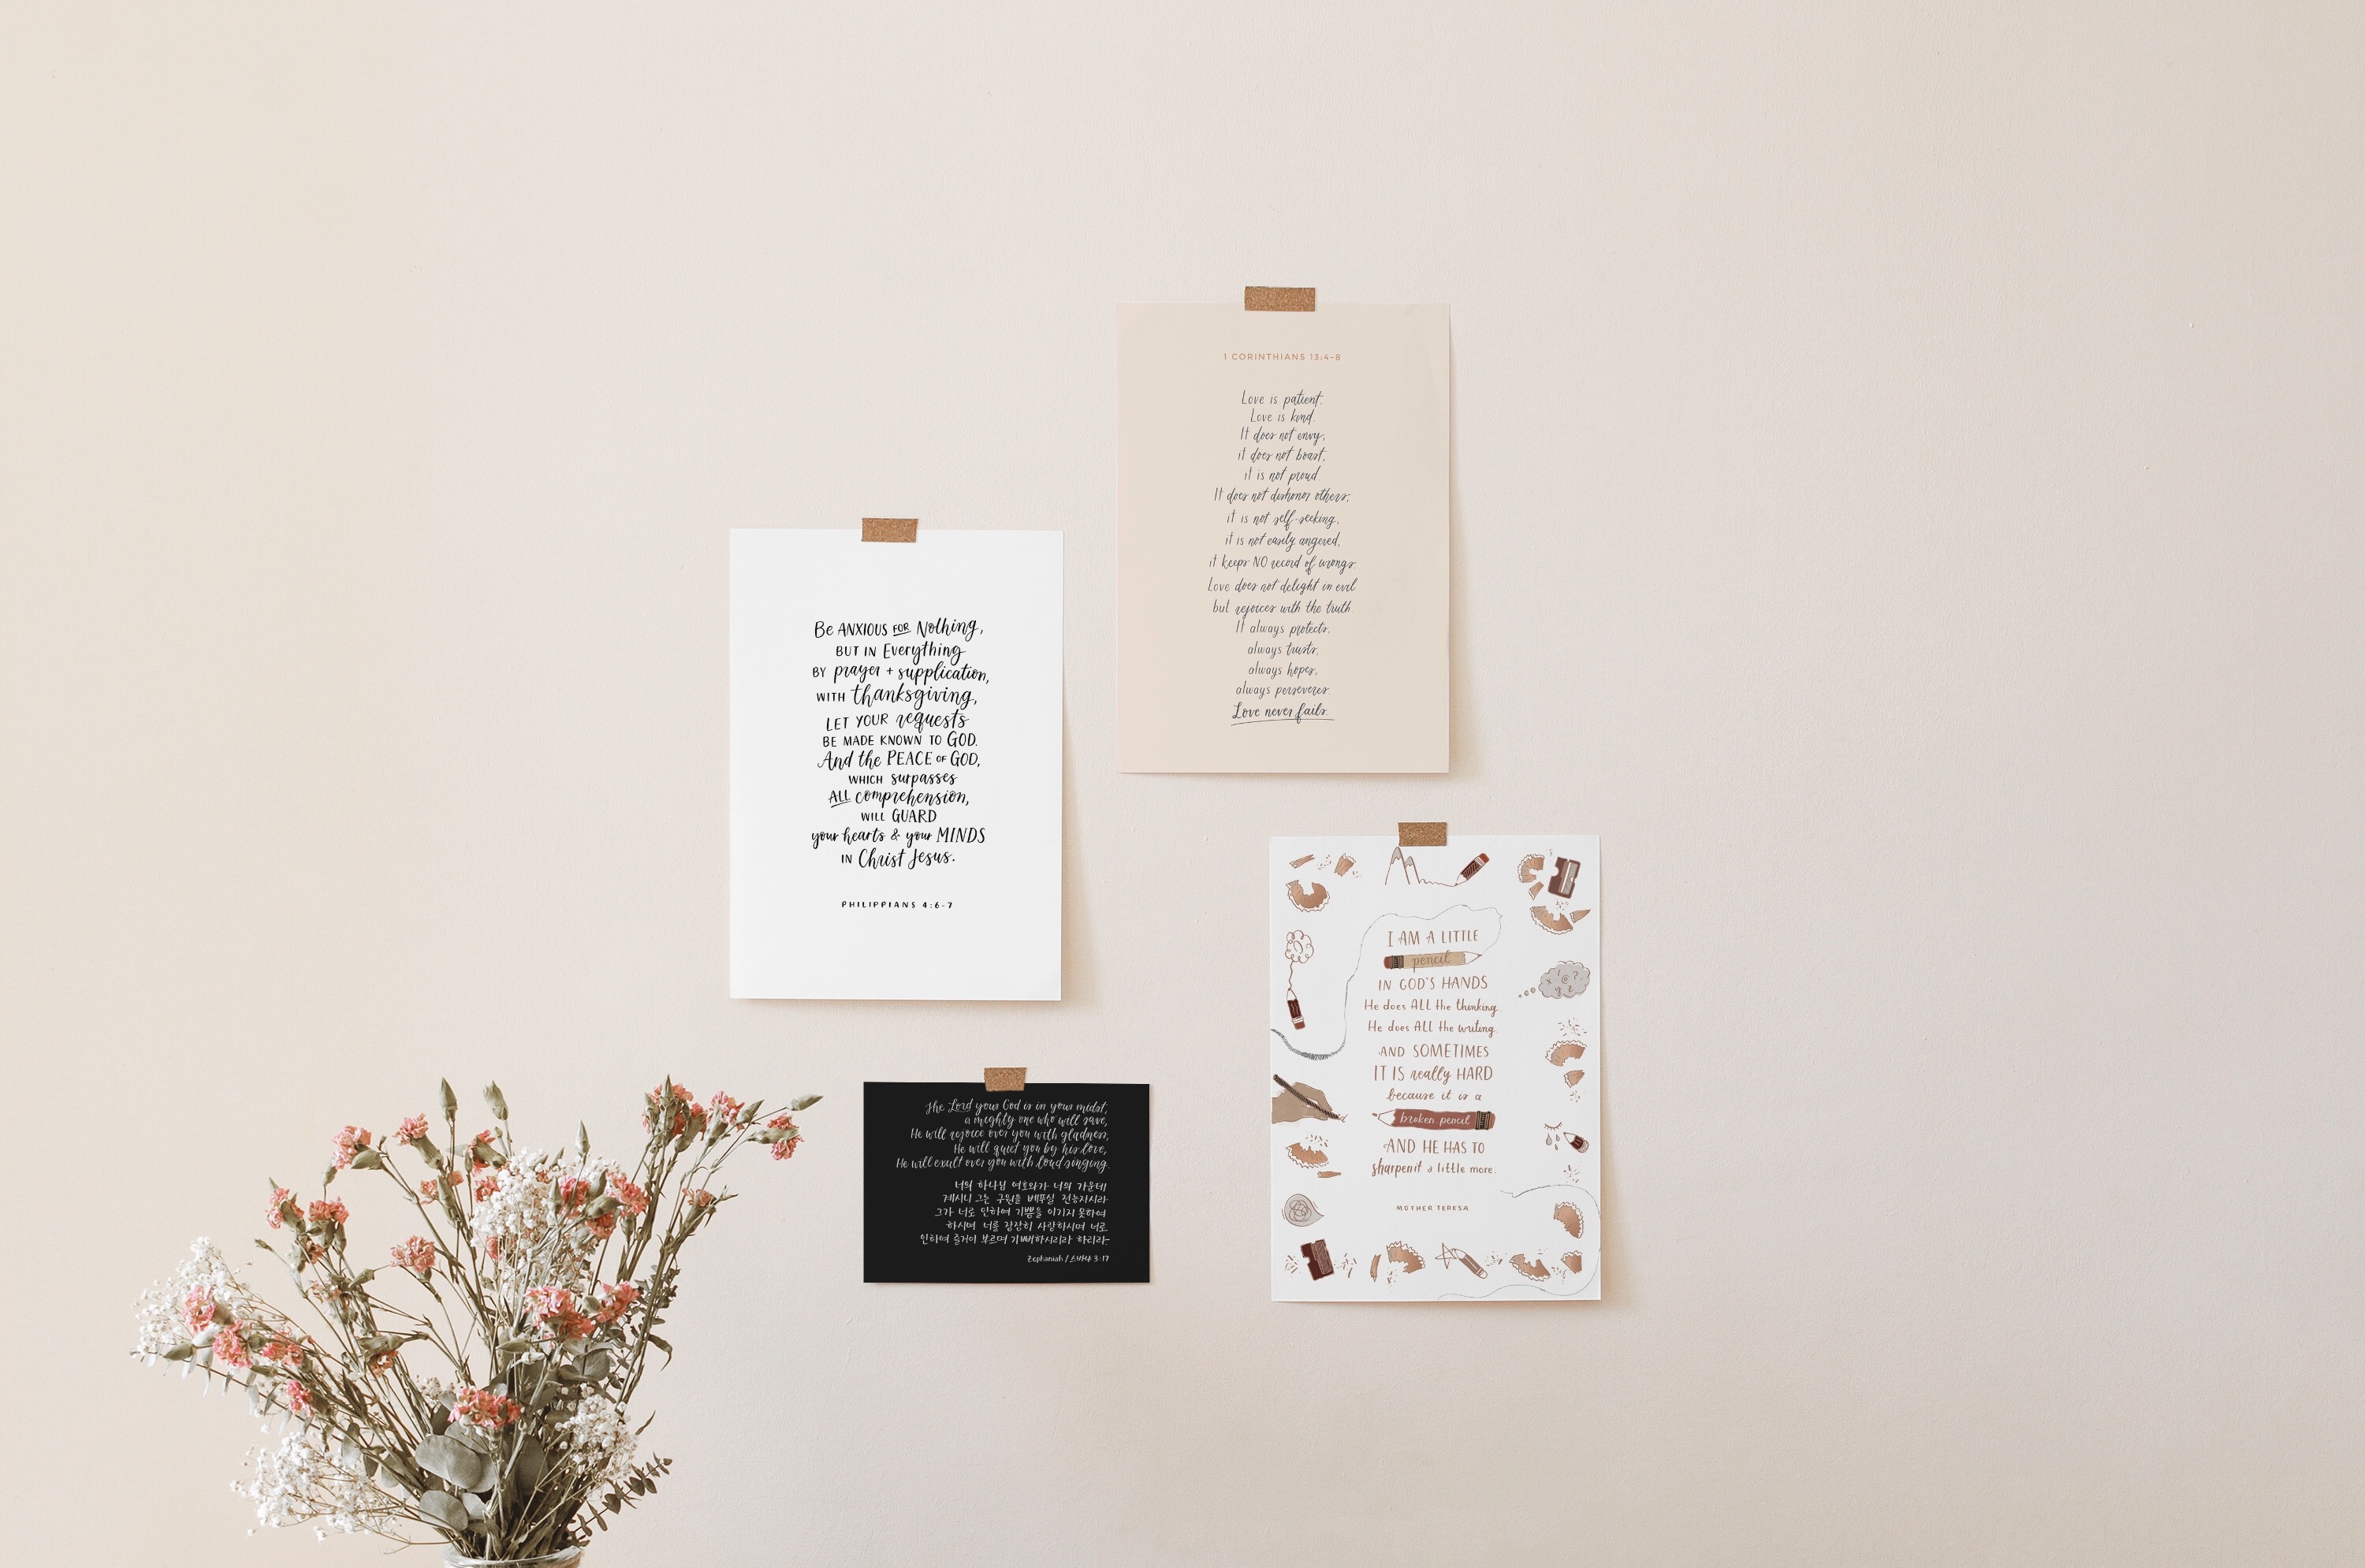 1 CORINTHIANS 13:4-8
Love is patient.
Love is kind.
It does not envy,
it does not boast,
it is not proud
It does not dishonor others,
it is not self-seeking,
it is not easily angered,
it keeps NO record of wrongs.
Love does not delight in evil
but rejoices with the truth
It always protects,
always trusts,
always hopes,
always perseveres
Love never fails.
Be ANXIOUS FOR Nothing,
BUT IN Everything
BY prayer + supplication,
WITH thanksgiving,
LET YOUR requests
BE MADE KNOWN TO GOD.
And the PEACE OF GOD,
WHICH surpasses
ALL comprehension,
WILL GUARD
your hearts & your MINDS
IN Christ Jesus.
PHILIPPIANS 4:6-7
I AM A LITTLE
pencil
IN GOD'S HANDS
He does ALL the thinking.
He does ALL the writing.
AND SOMETIMES
IT IS really HARD
because it is a
broken pencil
AND HE HAS TO
sharpen it a little more.
MOTHER TERESA
The Lord your God is in your midst,
a mighty one who will save,
He will rejoice over you with gladness,
He will quiet you by his love,
He will exult over you with loud singing.
너의 하나님 여호와가 너의 가운데
계시니 그는 구원을 베푸실 전능자시라
그가 너로 인하여 기쁨을 이기지 못하여
하시며 너를 잠잠히 사랑하시며 너로
인하여 즐거이 부르며 기뻐하시리라 하리라
Zephaniah / 스바냐 3:17